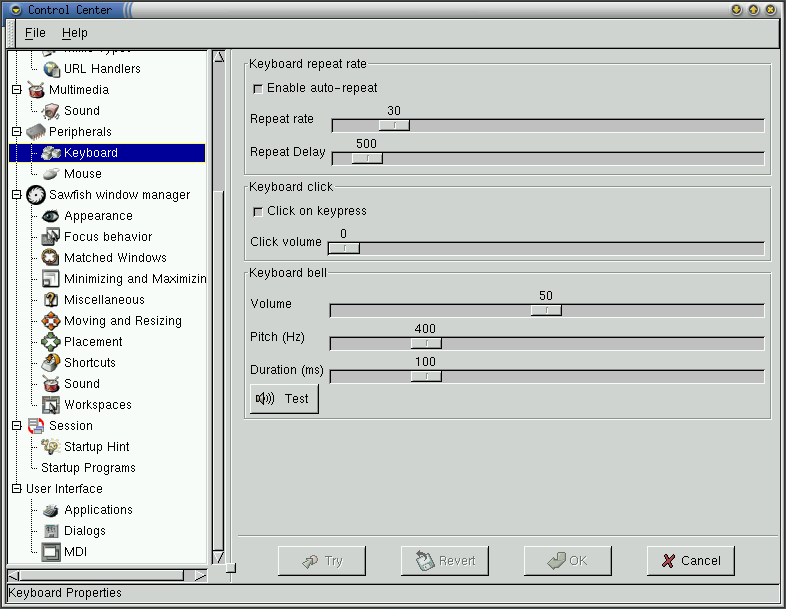 Control Center
File Help
URL Handlers
Multimedia
Sound
Peripherals
Keyboard
Mouse
Sawfish window manager
Appearance
Focus behavior
Matched Windows
Minimizing and Maximizin
Miscellaneous
Moving and Resizing
Placement
Shortcuts
Sound
Workspaces
Session
Startup Hint
Startup Programs
User Interface
Applications
Dialogs
MDI
Keyboard repeat rate
Enable auto-repeat
30
Repeat rate
500
Repeat Delay
Keyboard click
Click on keypress
0
Click volume
Keyboard bell
50
Volume
400
Pitch (Hz)
100
Duration (ms)
Test
Try Revert OK Cancel
Keyboard Properties